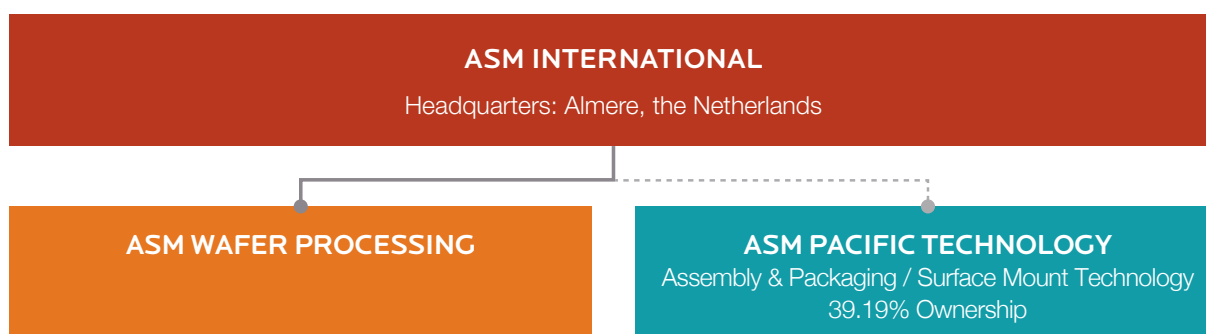 ASM INTERNATIONAL
Headquarters: Almere, the Netherlands
ASM WAFER PROCESSING
ASM PACIFIC TECHNOLOGY
Assembly & Packaging / Surface Mount Technology
39.19% Ownership